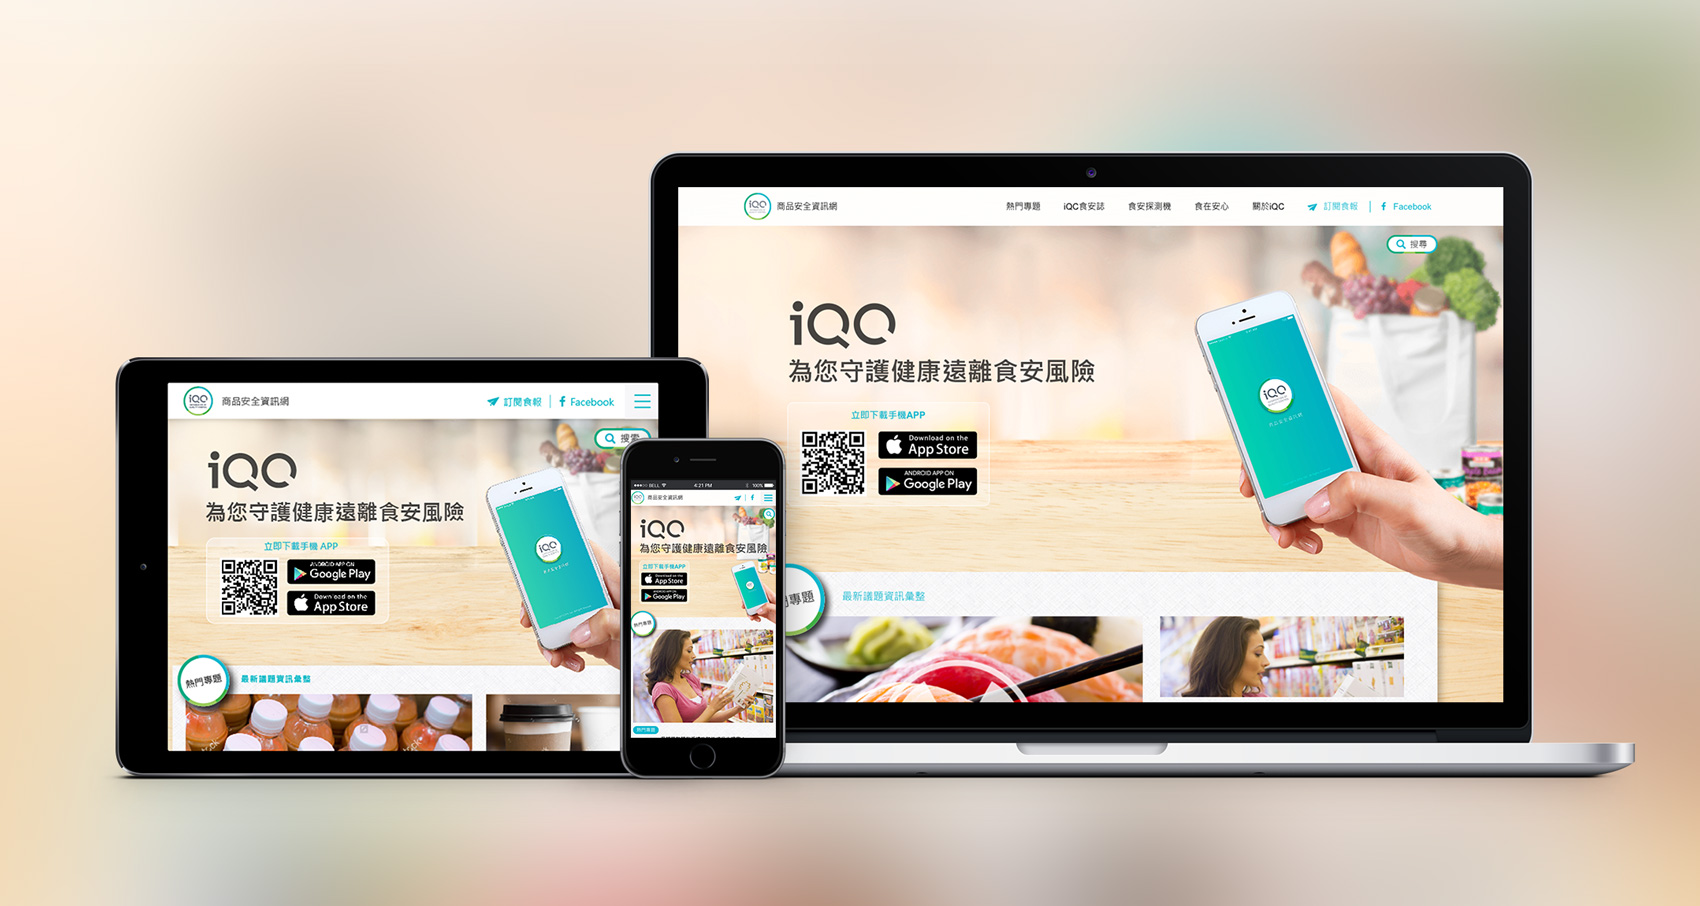 iQC
商品安全資訊網
熱門專題
iQC食安誌
食安探測機
食在安心
關於iQC
訂閱食報
Facebook
搜尋
iQC
為您守護健康遠離食安風險
立即下載手機APP
Download on the
App Store
ANDROID APP ON
Google Play
iQC
專題
最新議題資訊彙整
iQC
商品安全資訊網
訂閱食報
Facebook
iQC
為您守護健康遠離食安風險
立即下載手機 APP
ANDROID APP ON
Google Play
Download on the
App Store
iQC
熱門專題
最新議題資訊彙整
BELL
4:21 PM
100%
商品安全資訊網
iQC
為您守護健康遠離食安風險
立即下載手機APP
Download on the
App Store
ANDROID APP ON
Google Play
熱門專題
熱門專題